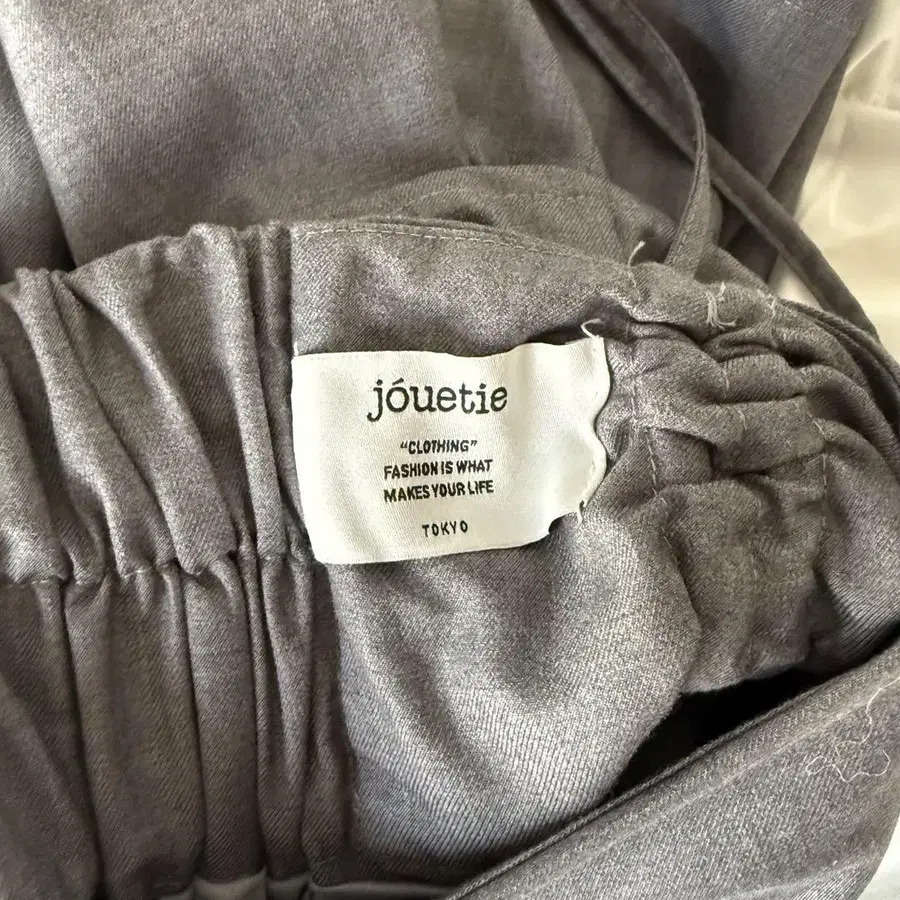 jóuetie
"CLOTHING"
FASHION IS WHAT
MAKES YOUR LIFE
TOKYO